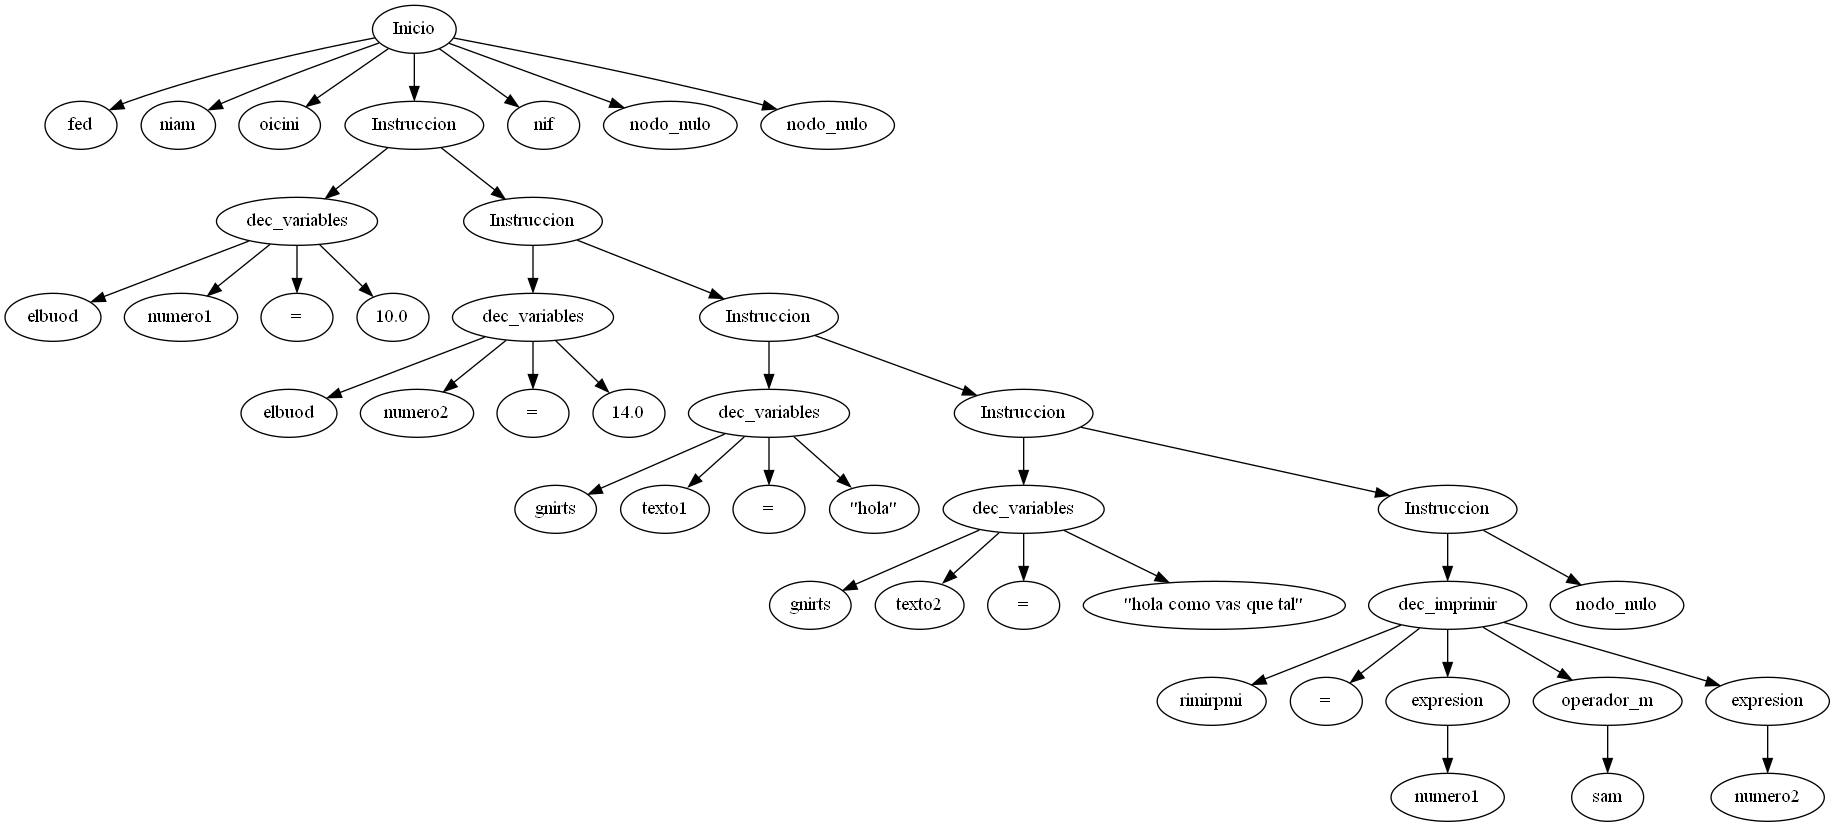 Inicio
fed niam oicini Instruccion nif nodo_nulo nodo_nulo
dec_variables Instruccion
elbuod numero1 = 10.0 dec_variables Instruccion
elbuod numero2 = 14.0 dec_variables Instruccion
gnirts texto1 = "hola" dec_variables Instruccion
gnirts texto2 = "hola como vas que tal" dec_imprimir nodo_nulo
rimirpmi = expresion operador_m expresion
numero1 sam numero2